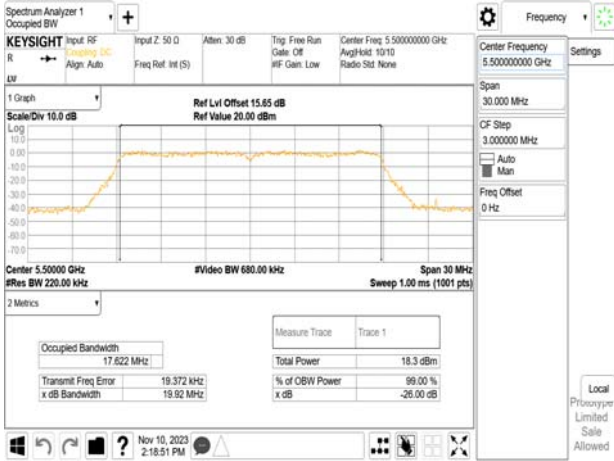 Spectrum Analyzer 1
Occupied BW
Frequency
KEYSIGHT
R
Input: RF
Coupling: DC
Align: Auto
Input Z: 50 Ω
Freq Ref: Int (S)
Atten: 30 dB
Trig: Free Run
Gate: Off
#IF Gain: Low
Center Freq: 5.500000000 GHz
Avg|Hold: 10/10
Radio Std: None
1 Graph
Scale/Div 10.0 dB
Ref Lvl Offset 15.65 dB
Ref Value 20.00 dBm
Log
10.0
0.00
-10.0
-20.0
-30.0
-40.0
-50.0
-60.0
-70.0
Center 5.50000 GHz
#Res BW 220.00 kHz
#Video BW 680.00 kHz
Span 30 MHz
Sweep 1.00 ms (1001 pts)
2 Metrics
Measure Trace
Trace 1
Occupied Bandwidth
17.622 MHz
Total Power
18.3 dBm
Transmit Freq Error
19.372 kHz
% of OBW Power
99.00 %
x dB Bandwidth
19.92 MHz
x dB
-26.00 dB
Nov 10, 2023
2:18:51 PM
Center Frequency
5.500000000 GHz
Settings
Span
30.000 MHz
CF Step
3.000000 MHz
Auto
Man
Freq Offset
0 Hz
Local
Prototype
Limited
Sale
Allowed